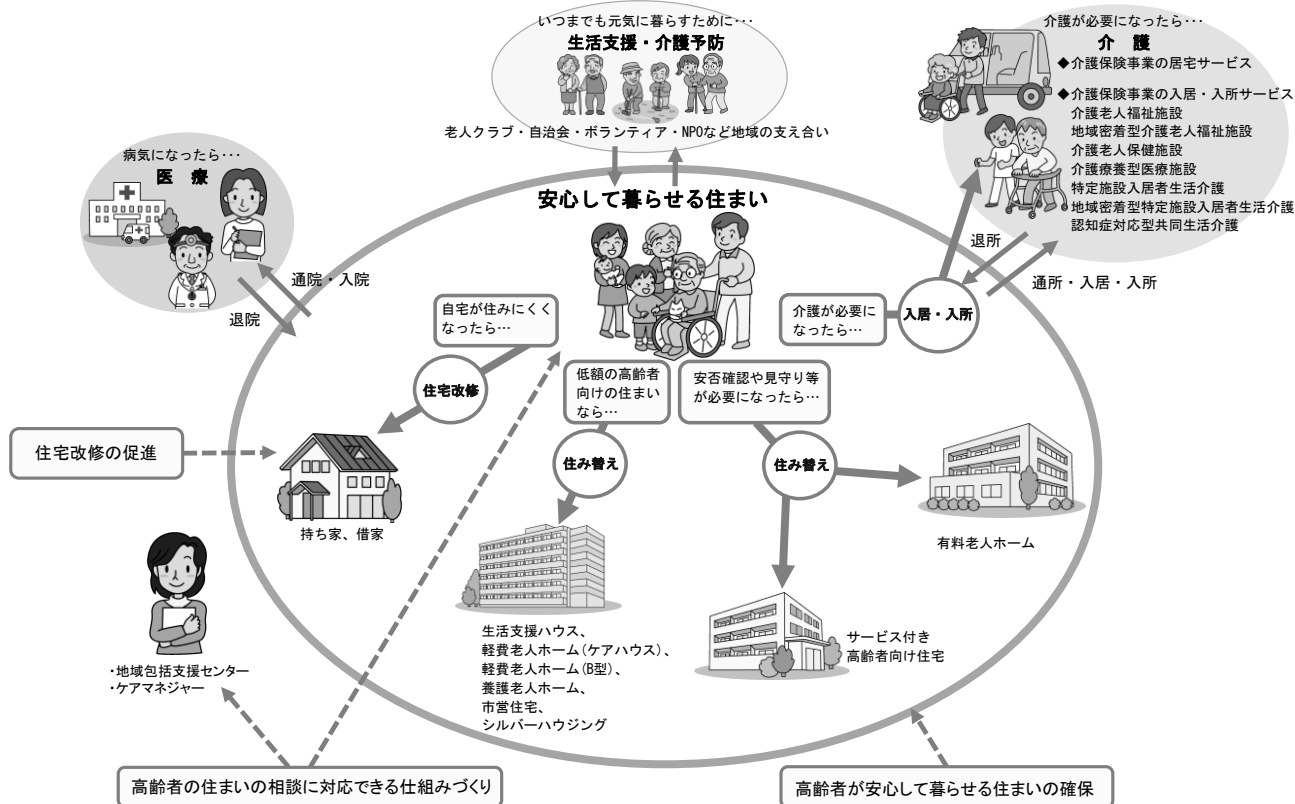 いつまでも元気に暮らすために…
生活支援・介護予防
老人クラブ・自治会・ボランティア・NPOなど地域の支え合い
介護が必要になったら…
介　護
◆介護保険事業の居宅サービス
◆介護保険事業の入居・入所サービス
介護老人福祉施設
地域密着型介護老人福祉施設
介護老人保健施設
介護療養型医療施設
特定施設入居者生活介護
地域密着型特定施設入居者生活介護
認知症対応型共同生活介護
病気になったら…
医　療
通院・入院
退院
安心して暮らせる住まい
退所
通所・入居・入所
入居・入所
介護が必要に
なったら…
自宅が住みにくく
なったら…
住宅改修
低額の高齢者
向けの住まい
なら…
住み替え
安否確認や見守り等
が必要になったら…
住み替え
住宅改修の促進
持ち家、借家
有料老人ホーム
生活支援ハウス、
軽費老人ホーム(ケアハウス)、
軽費老人ホーム(B型)、
養護老人ホーム、
市営住宅、
シルバーハウジング
サービス付き
高齢者向け住宅
・地域包括支援センター
・ケアマネジャー
高齢者の住まいの相談に対応できる仕組みづくり
高齢者が安心して暮らせる住まいの確保